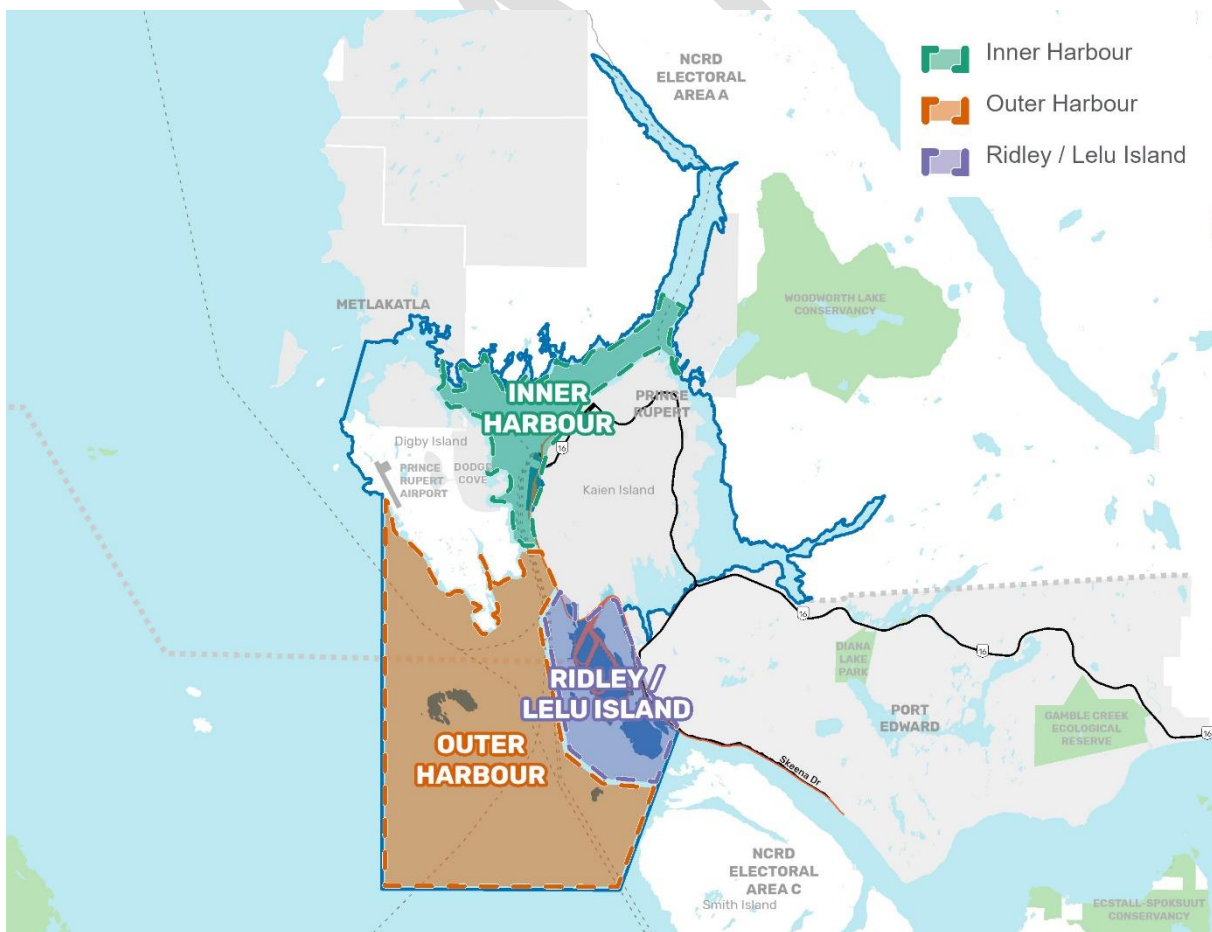 NCRD
ELECTORAL
AREA A
Inner Harbour
Outer Harbour
Ridley / Lelu Island
METLAKATLA
WOODWORTH LAKE
CONSERVANCY
INNER
HARBOUR
PRINCE
RUPERT
Digby Island
16
PRINCE
RUPERT
AIRPORT
DODGE
COVE
Kaien Island
16
16
DIANA
LAKE
PARK
RIDLEY /
LELU ISLAND
PORT
EDWARD
GAMBLE CREEK
ECOLOGICAL
RESERVE
16
OUTER
HARBOUR
Skeena Dr
NCRD
ELECTORAL
AREA C
Smith Island
ECSTALL-SPOKSUUT
CONSERVANCY